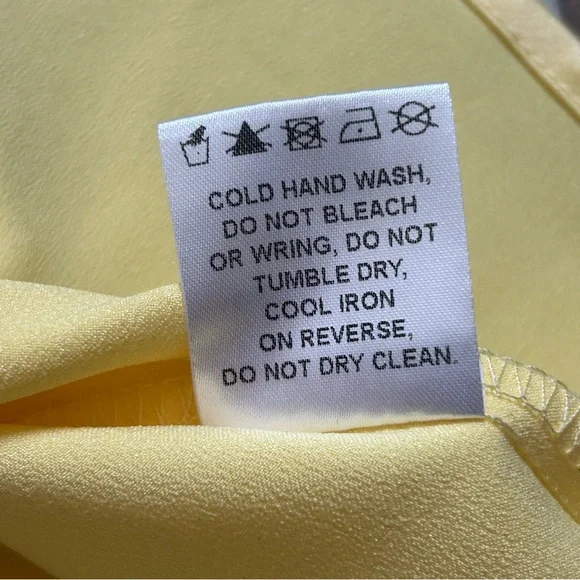 COLD HAND WASH,
DO NOT BLEACH
OR WRING, DO NOT
TUMBLE DRY,
COOL IRON
ON REVERSE,
DO NOT DRY CLEAN.